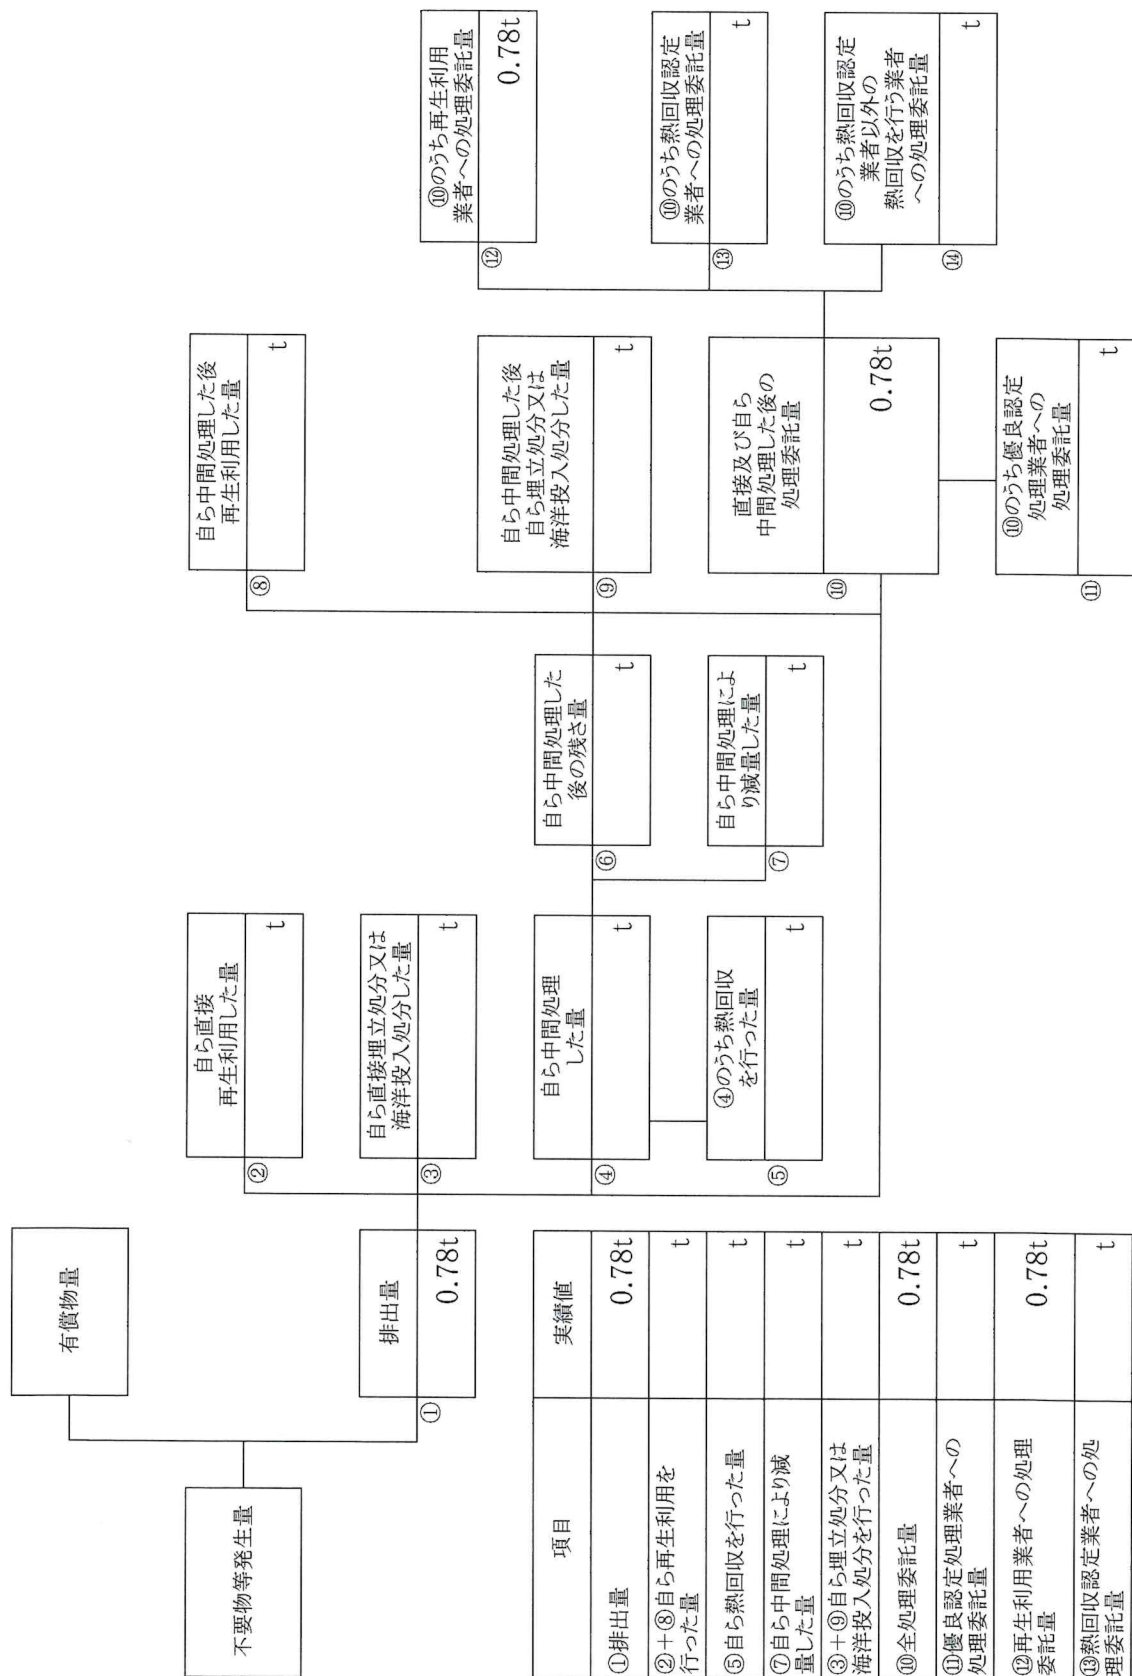 不要物等発生量
有償物量
①
排出量
0.78t
②
自ら直接
再生利用した量
t
③
自ら直接埋立処分又は
海洋投入処分した量
t
④
自ら中間処理
した量
t
⑤
④のうち熱回収
を行った量
t
⑥
自ら中間処理した
後の残さ量
t
⑦
自ら中間処理によ
り減量した量
t
⑧
自ら中間処理した後
再生利用した量
t
⑨
自ら中間処理した後
自ら埋立処分又は
海洋投入処分した量
t
⑩
直接及び自ら
中間処理した後の
処理委託量
0.78t
⑪
⑩のうち優良認定
処理業者への
処理委託量
t
⑫
⑩のうち再生利用
業者への処理委託量
0.78t
⑬
⑩のうち熱回収認定
業者への処理委託量
t
⑭
⑩のうち熱回収認定
業者以外の
熱回収を行う業者
への処理委託量
t
項目
実績値
①排出量
0.78t
②+⑧自ら再生利用を
行った量
t
⑤自ら熱回収を行った量
t
⑦自ら中間処理により減
量した量
t
③+⑨自ら埋立処分又は
海洋投入処分を行った量
t
⑩全処理委託量
0.78t
⑪優良認定処理業者への
処理委託量
t
⑫再生利用業者への処理
委託量
0.78t
⑬熱回収認定業者への処
理委託量
t